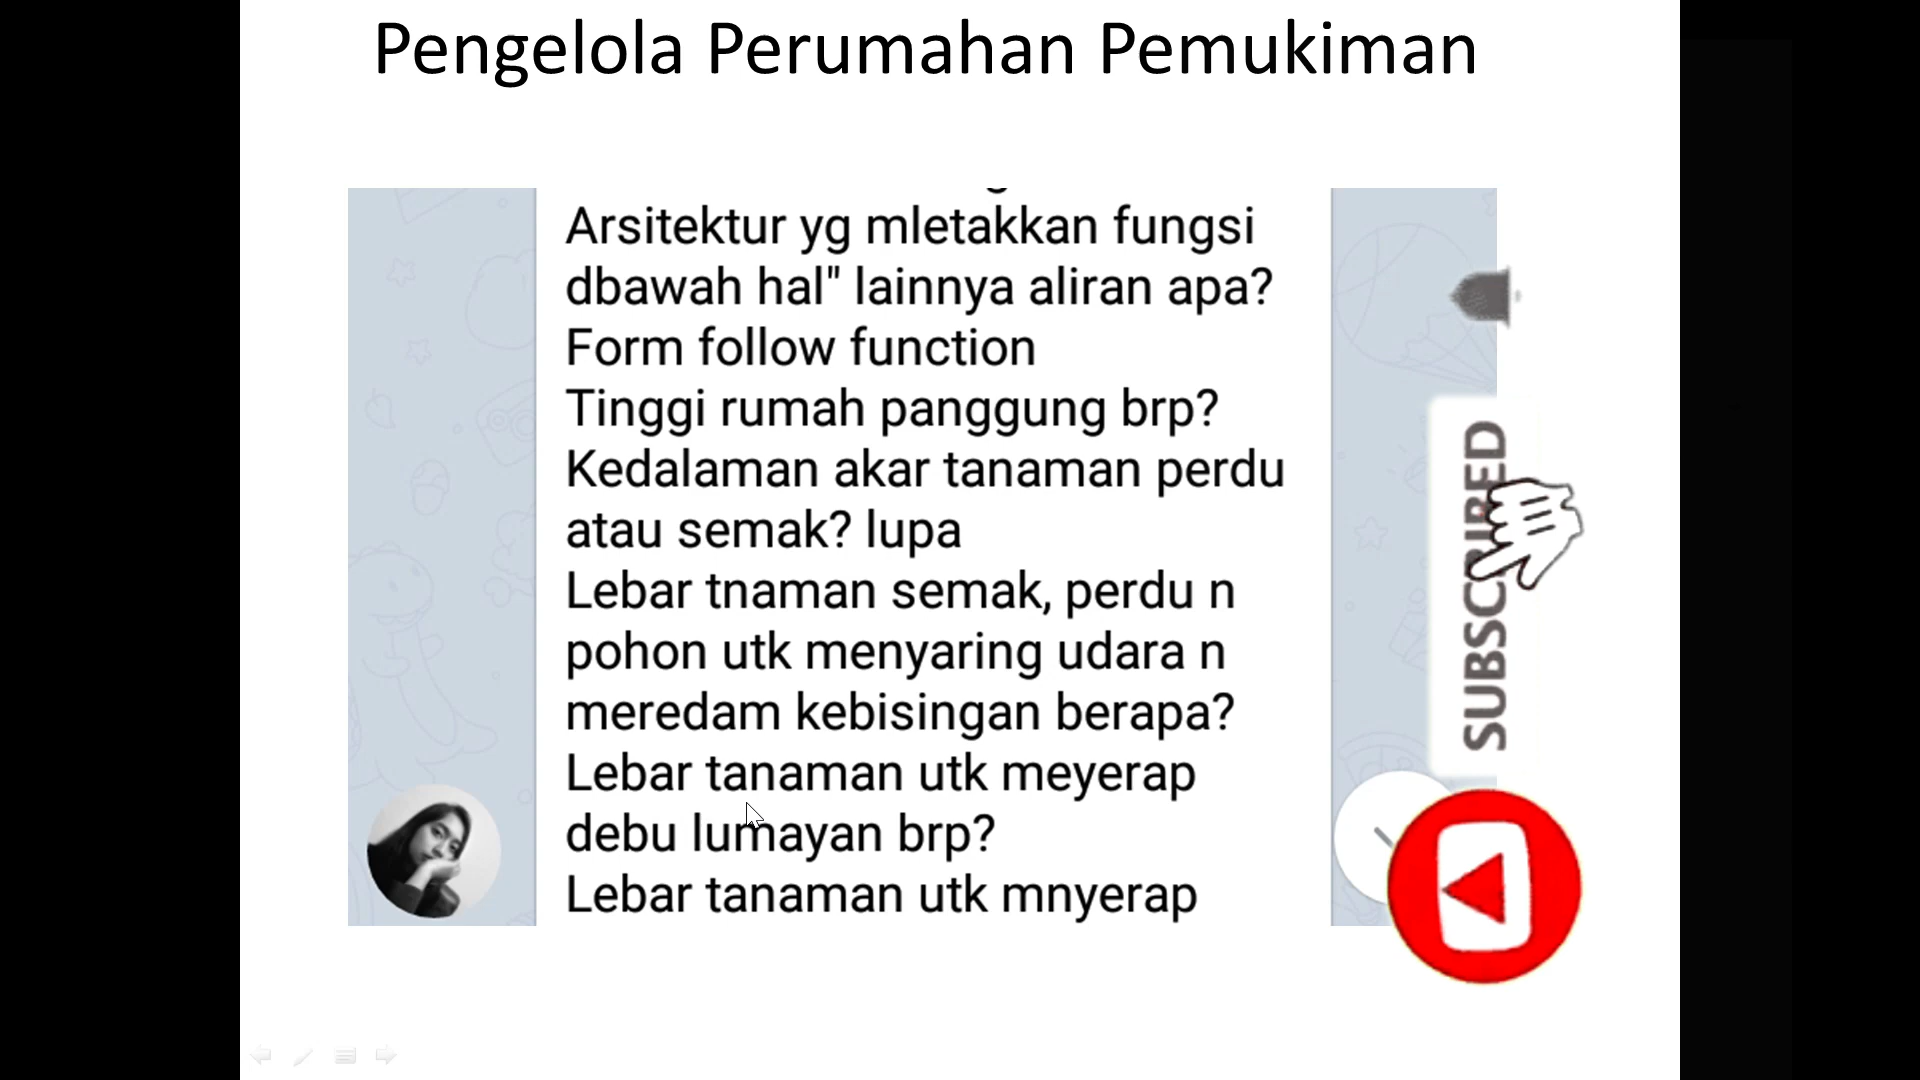 Pengelola Perumahan Pemukiman
Arsitektur yg mletakkan fungsi
dbawah hal" lainnya aliran apa?
Form follow function
Tinggi rumah panggung brp?
Kedalaman akar tanaman perdu
atau semak? lupa
Lebar tnaman semak, perdu n
pohon utk menyaring udara n
meredam kebisingan berapa?
Lebar tanaman utk meyerap
debu lumayan brp?
Lebar tanaman utk mnyerap
SUBSCRIBED